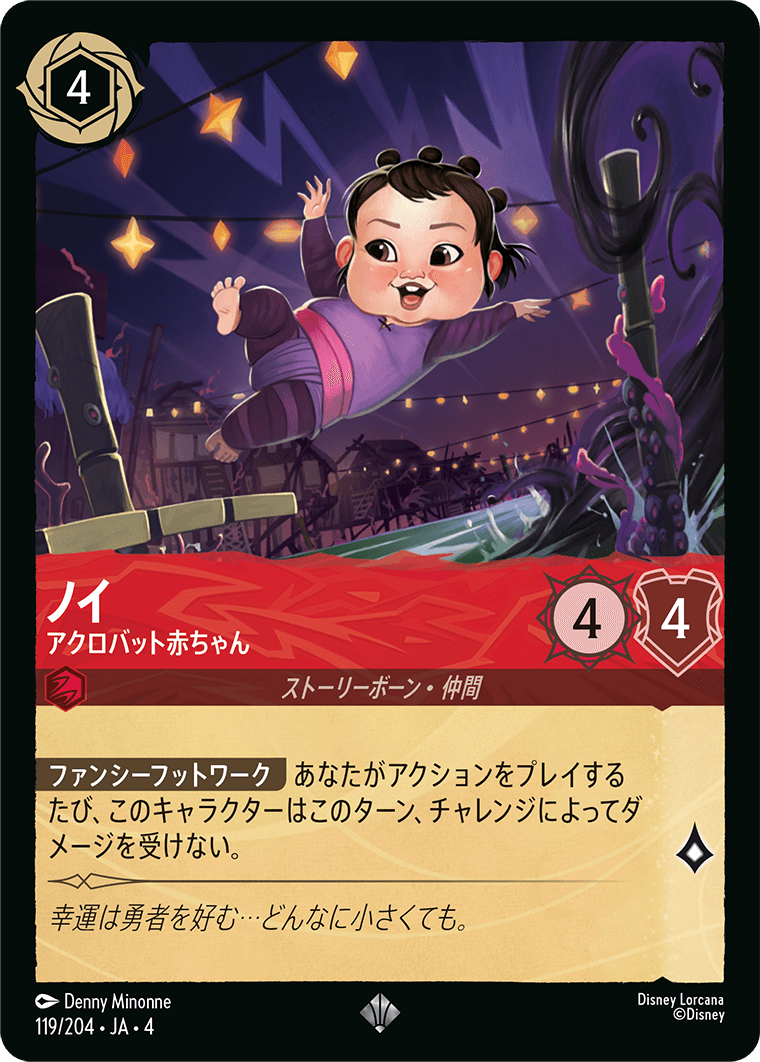 4
ノイ
アクロバット赤ちゃん
4
4
ストーリーボーン・仲間
ファンシーフットワーク あなたがアクションをプレイする
たび、このキャラクターはこのターン、チャレンジによってダ
メージを受けない。
幸運は勇者を好む…どんなに小さくても。
Denny Minonne
Disney Lorcana
119/204・JA・4
©Disney